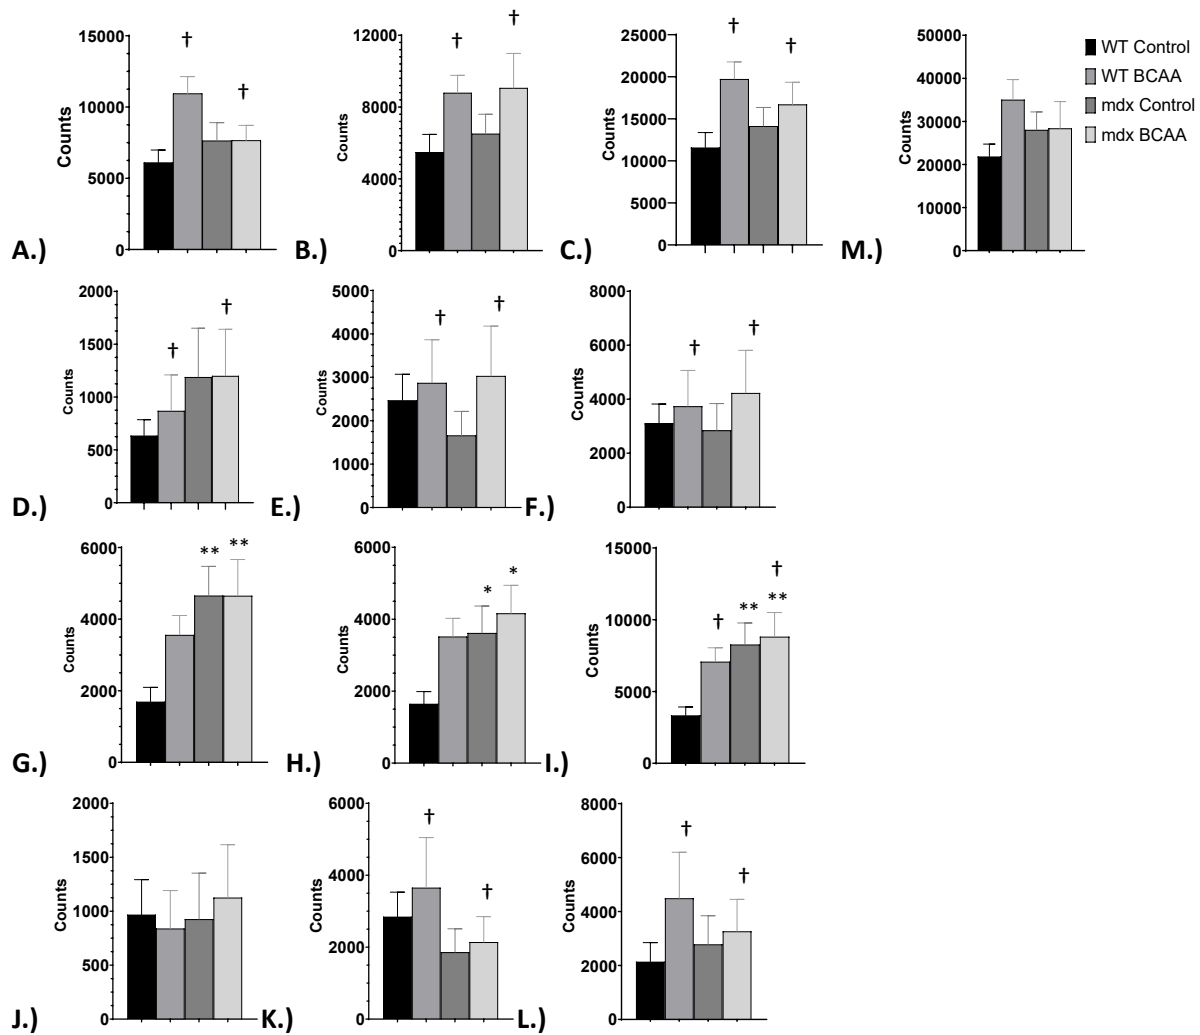 † † † †
† †
15000
10000
5000
0
Counts
A.)
12000
8000
4000
0
Counts
B.)
25000
20000
15000
10000
5000
0
Counts
C.)
50000
40000
30000
20000
10000
0
Counts
M.)
WT Control
WT BCAA
mdx Control
mdx BCAA
2000
1500
1000
500
0
Counts
† †
D.)
5000
4000
3000
2000
1000
0
Counts
† †
E.)
8000
6000
4000
2000
0
Counts
† †
F.)
6000
4000
2000
0
Counts
** **
G.)
6000
4000
2000
0
Counts
* *
H.)
15000
10000
5000
0
Counts
† ** † **
I.)
2000
1500
1000
500
0
Counts
J.)
6000
4000
2000
0
Counts
† †
K.)
8000
6000
4000
2000
0
Counts
† †
L.)